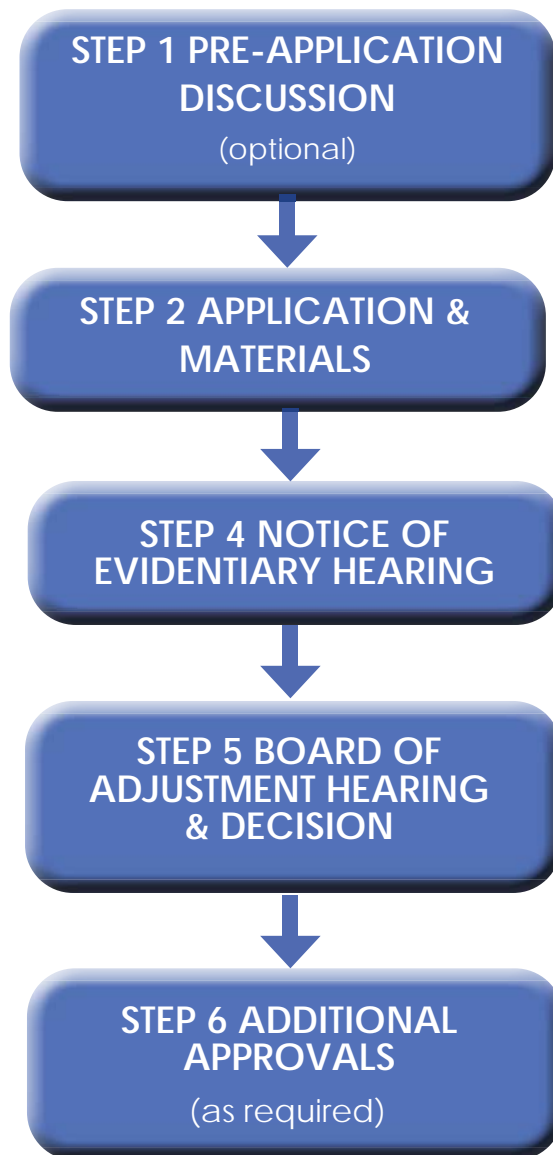 STEP 1 PRE-APPLICATION
DISCUSSION
(optional)
STEP 2 APPLICATION &
MATERIALS
STEP 4 NOTICE OF
EVIDENTIARY HEARING
STEP 5 BOARD OF
ADJUSTMENT HEARING
& DECISION
STEP 6 ADDITIONAL
APPROVALS
(as required)